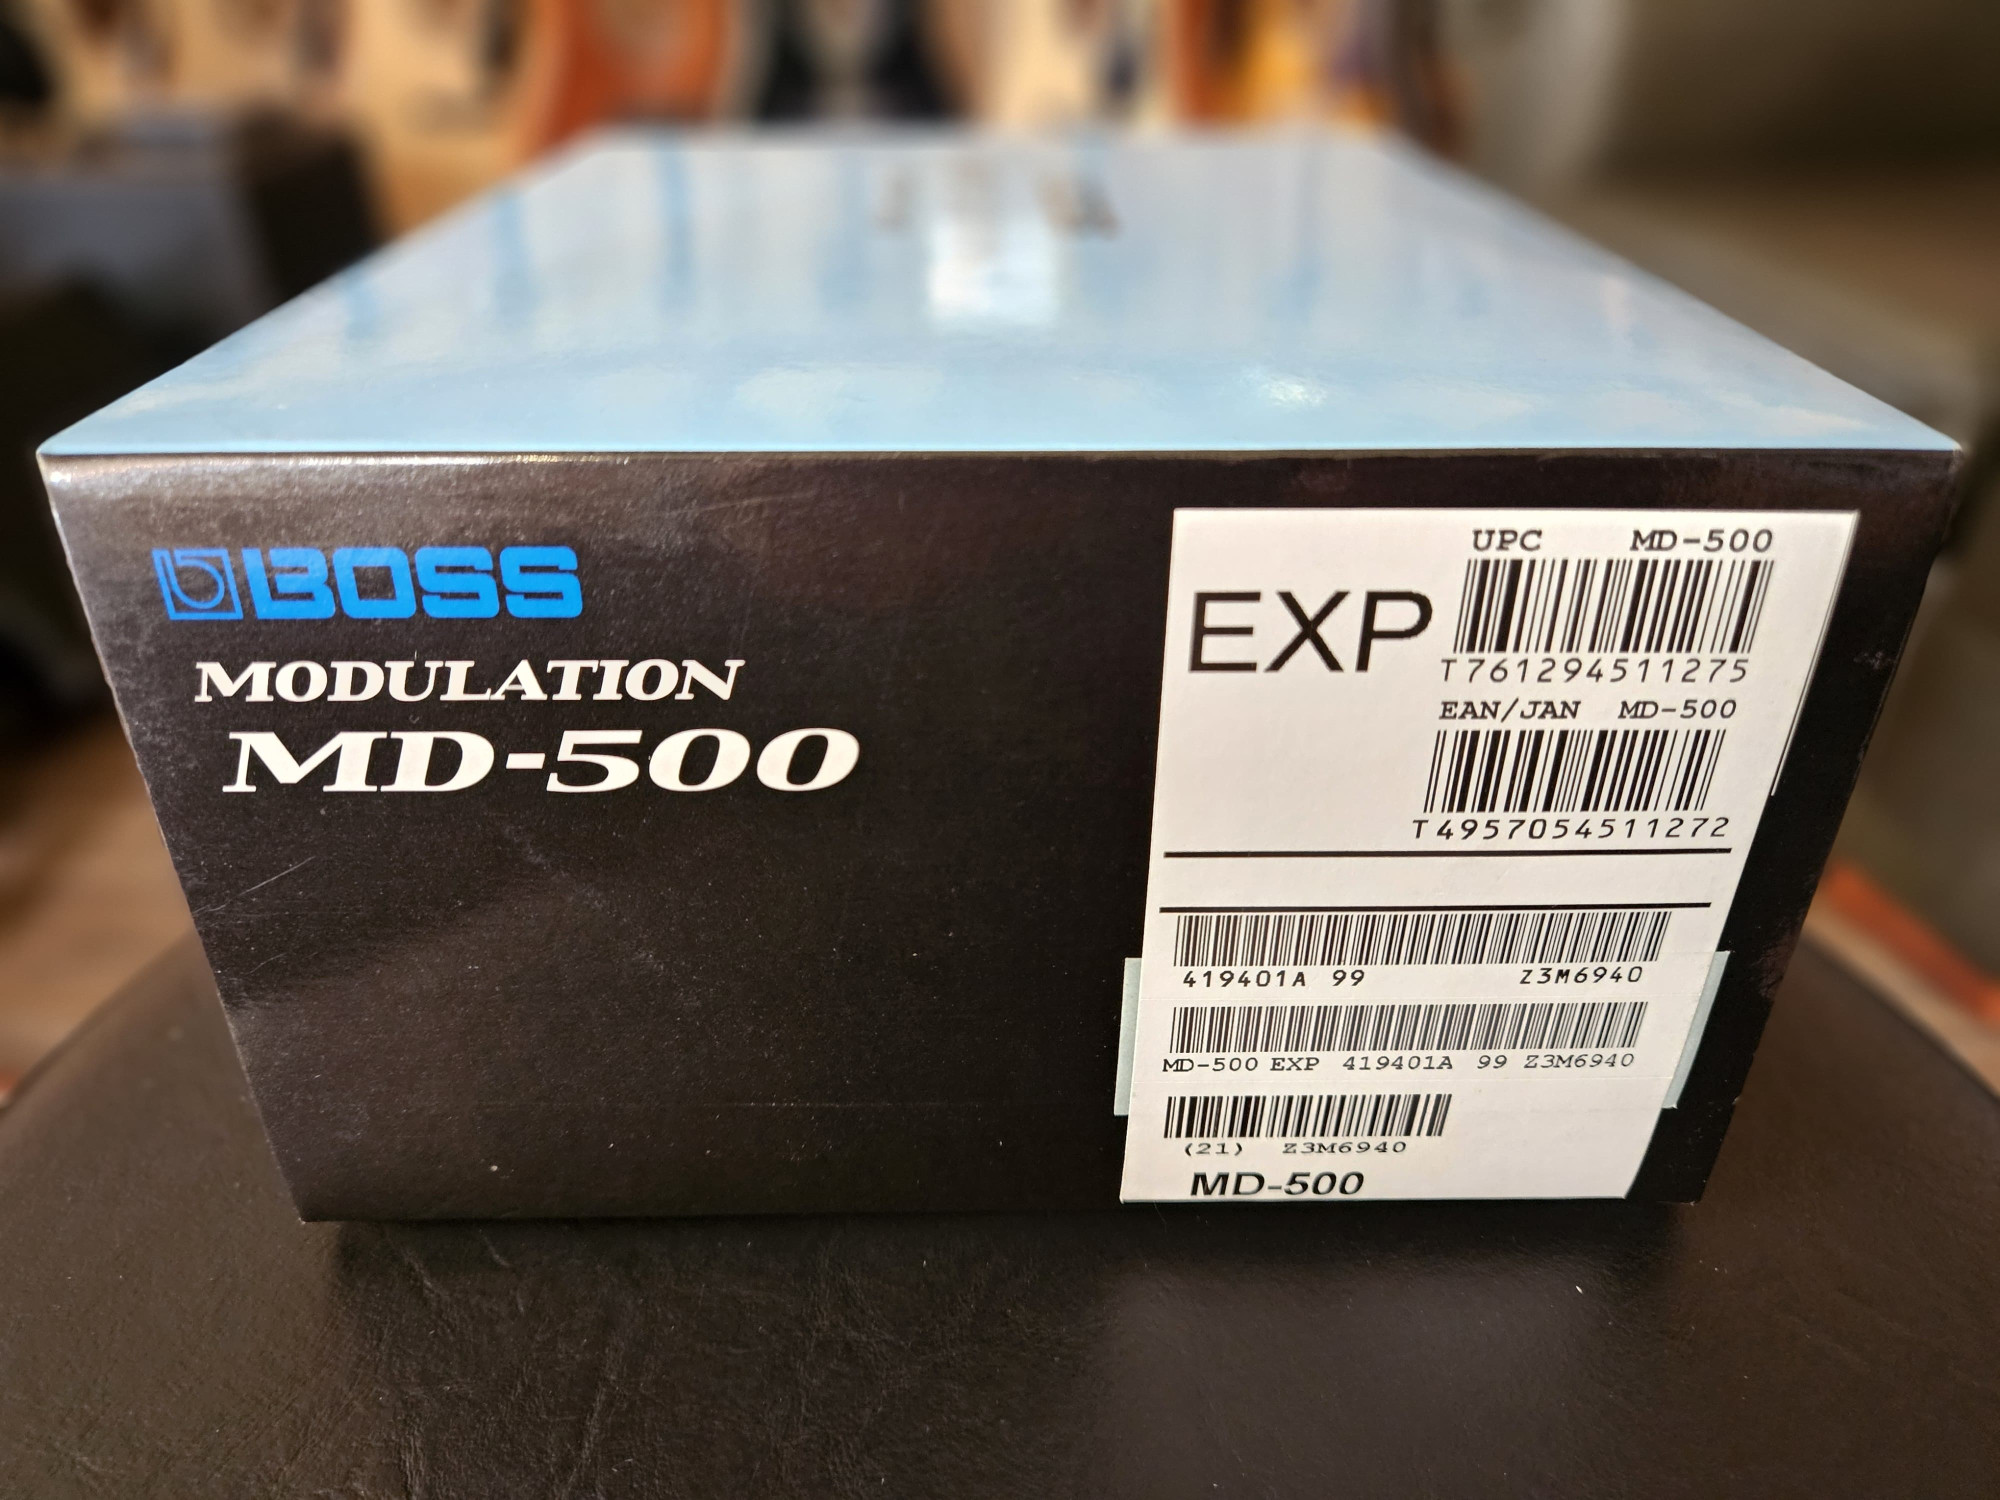 BOSS
MODULATION
MD-500
EXP
UPC MD-500
T761294511275
EAN/JAN MD-500
T4957054511272
419401A 99 Z3M6940
MD-500 EXP 419401A 99 Z3M6940
(21) Z3M6940
MD-500